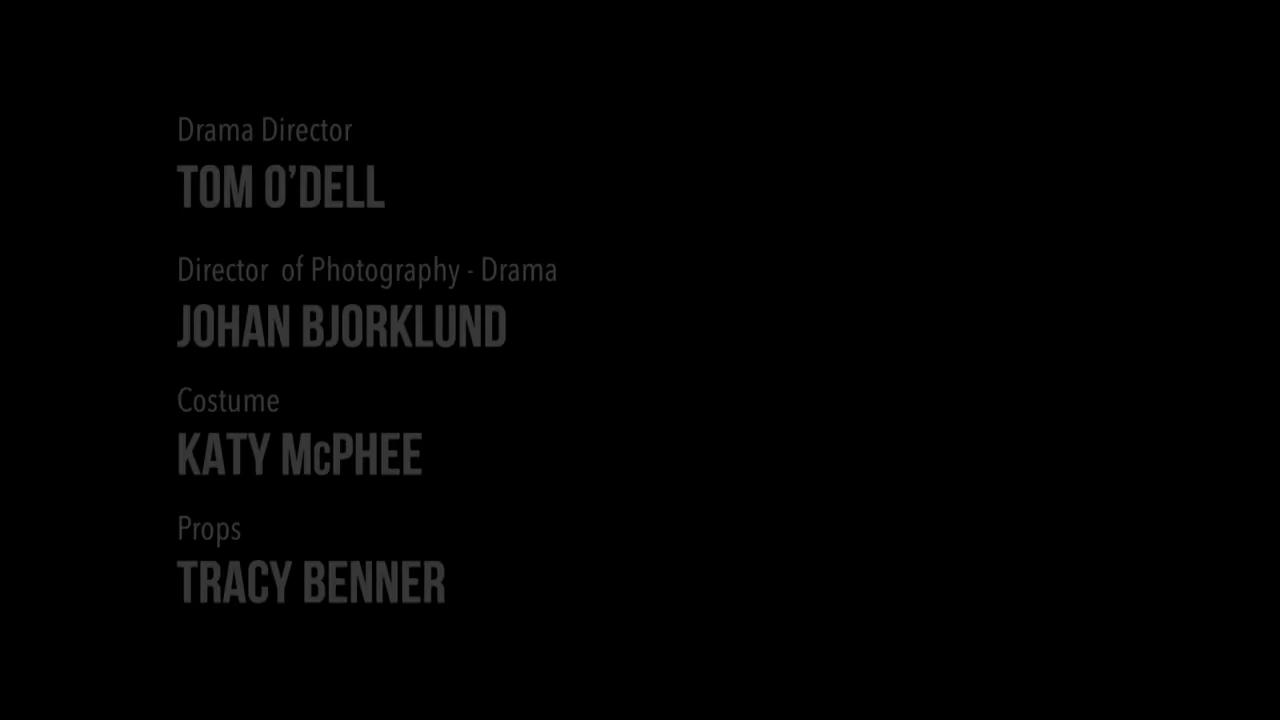 Drama Director
TOM O’DELL
Director of Photography - Drama
JOHAN BJORKLUND
Costume
KATY McPHEE
Props
TRACY BENNER